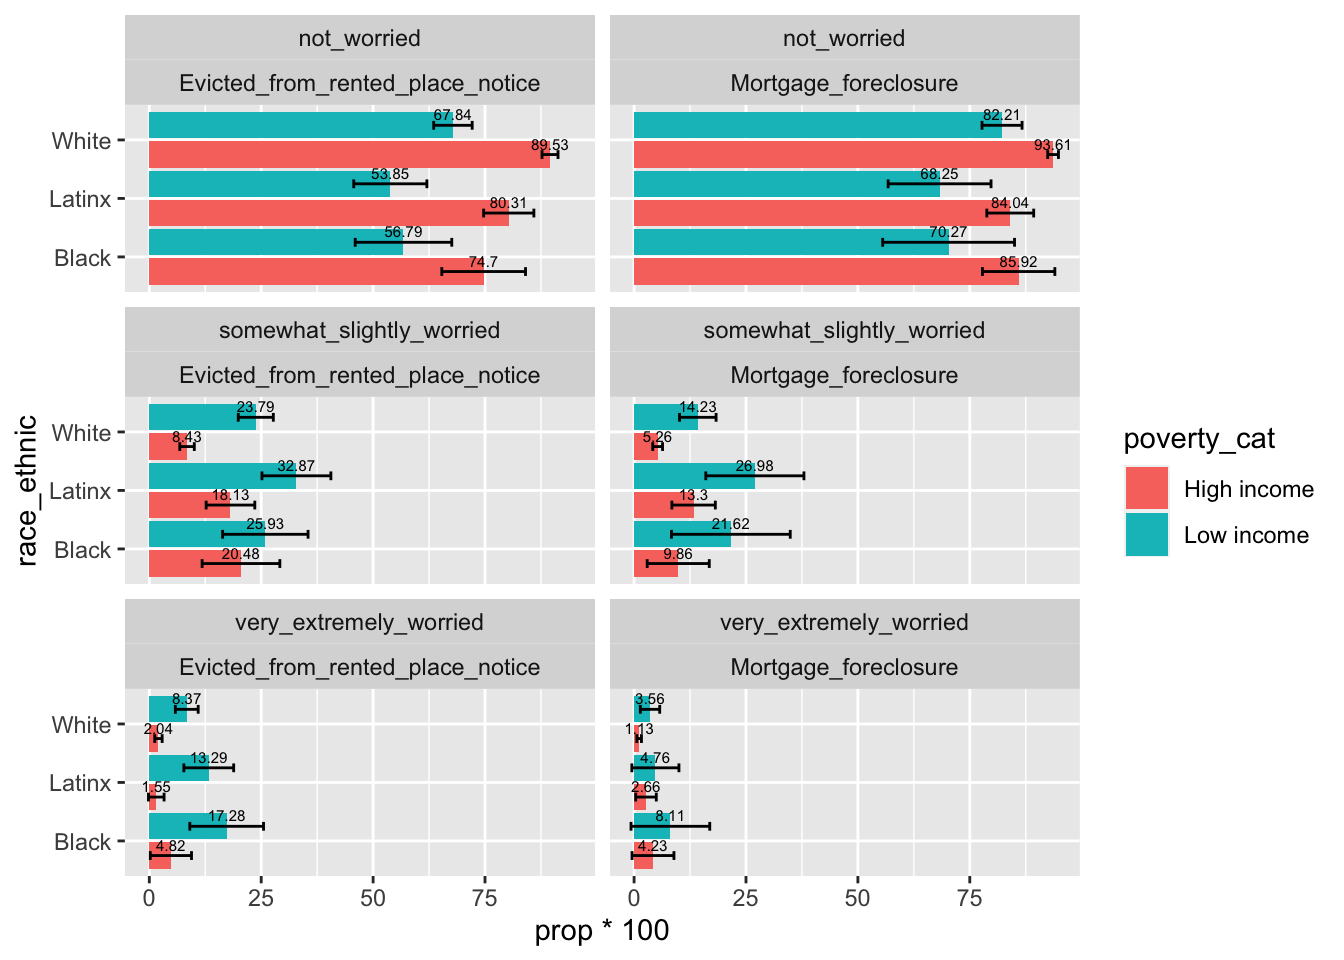 not_worried
not_worried
Evicted_from_rented_place_notice
Mortgage_foreclosure
White
67.84
89.53
82.21
93.61
Latinx
53.85
80.31
68.25
84.04
Black
56.79
74.7
70.27
85.92
somewhat_slightly_worried
somewhat_slightly_worried
Evicted_from_rented_place_notice
Mortgage_foreclosure
White
23.79
8.43
14.23
5.26
Latinx
32.87
18.13
26.98
13.3
Black
25.93
20.48
21.62
9.86
very_extremely_worried
very_extremely_worried
Evicted_from_rented_place_notice
Mortgage_foreclosure
White
8.37
2.04
3.56
1.13
Latinx
13.29
1.55
4.76
2.66
Black
17.28
4.82
8.11
4.23
0
25
50
75
0
25
50
75
prop * 100
race_ethnic
poverty_cat
High income
Low income